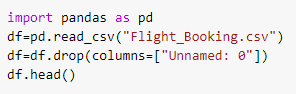 import pandas as pd
df=pd.read_csv("Flight_Booking.csv")
df=df.drop(columns=["Unnamed: 0"])
df.head()